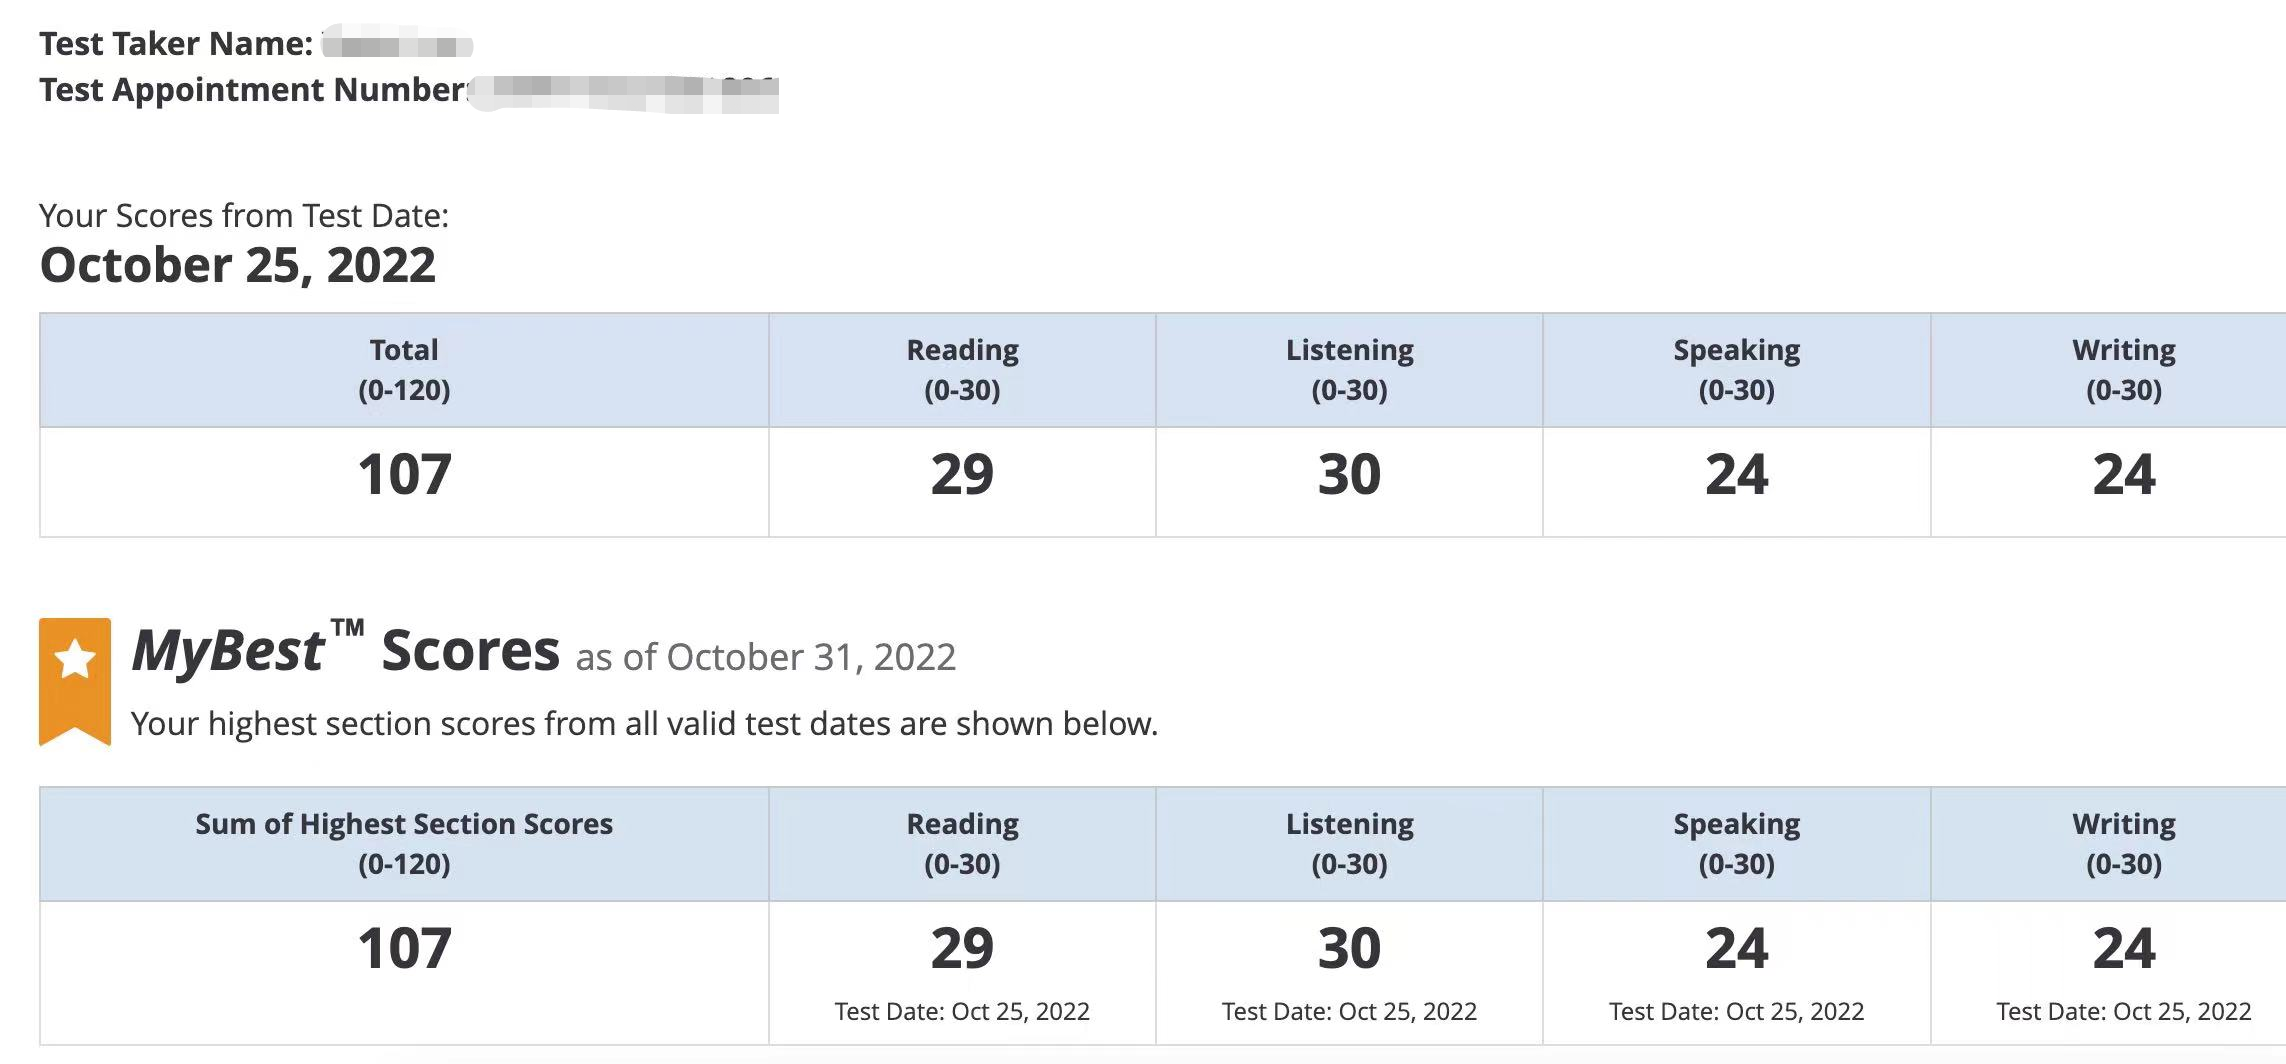 Test Taker Name:
Test Appointment Number:
Your Scores from Test Date:
October 25, 2022
Total Reading Listening Speaking Writing
(0-120) (0-30) (0-30) (0-30) (0-30)
107 29 30 24 24
MyBest™ Scores as of October 31, 2022
Your highest section scores from all valid test dates are shown below.
Sum of Highest Section Scores Reading Listening Speaking Writing
(0-120) (0-30) (0-30) (0-30) (0-30)
107 29 30 24 24
Test Date: Oct 25, 2022 Test Date: Oct 25, 2022 Test Date: Oct 25, 2022 Test Date: Oct 25, 2022